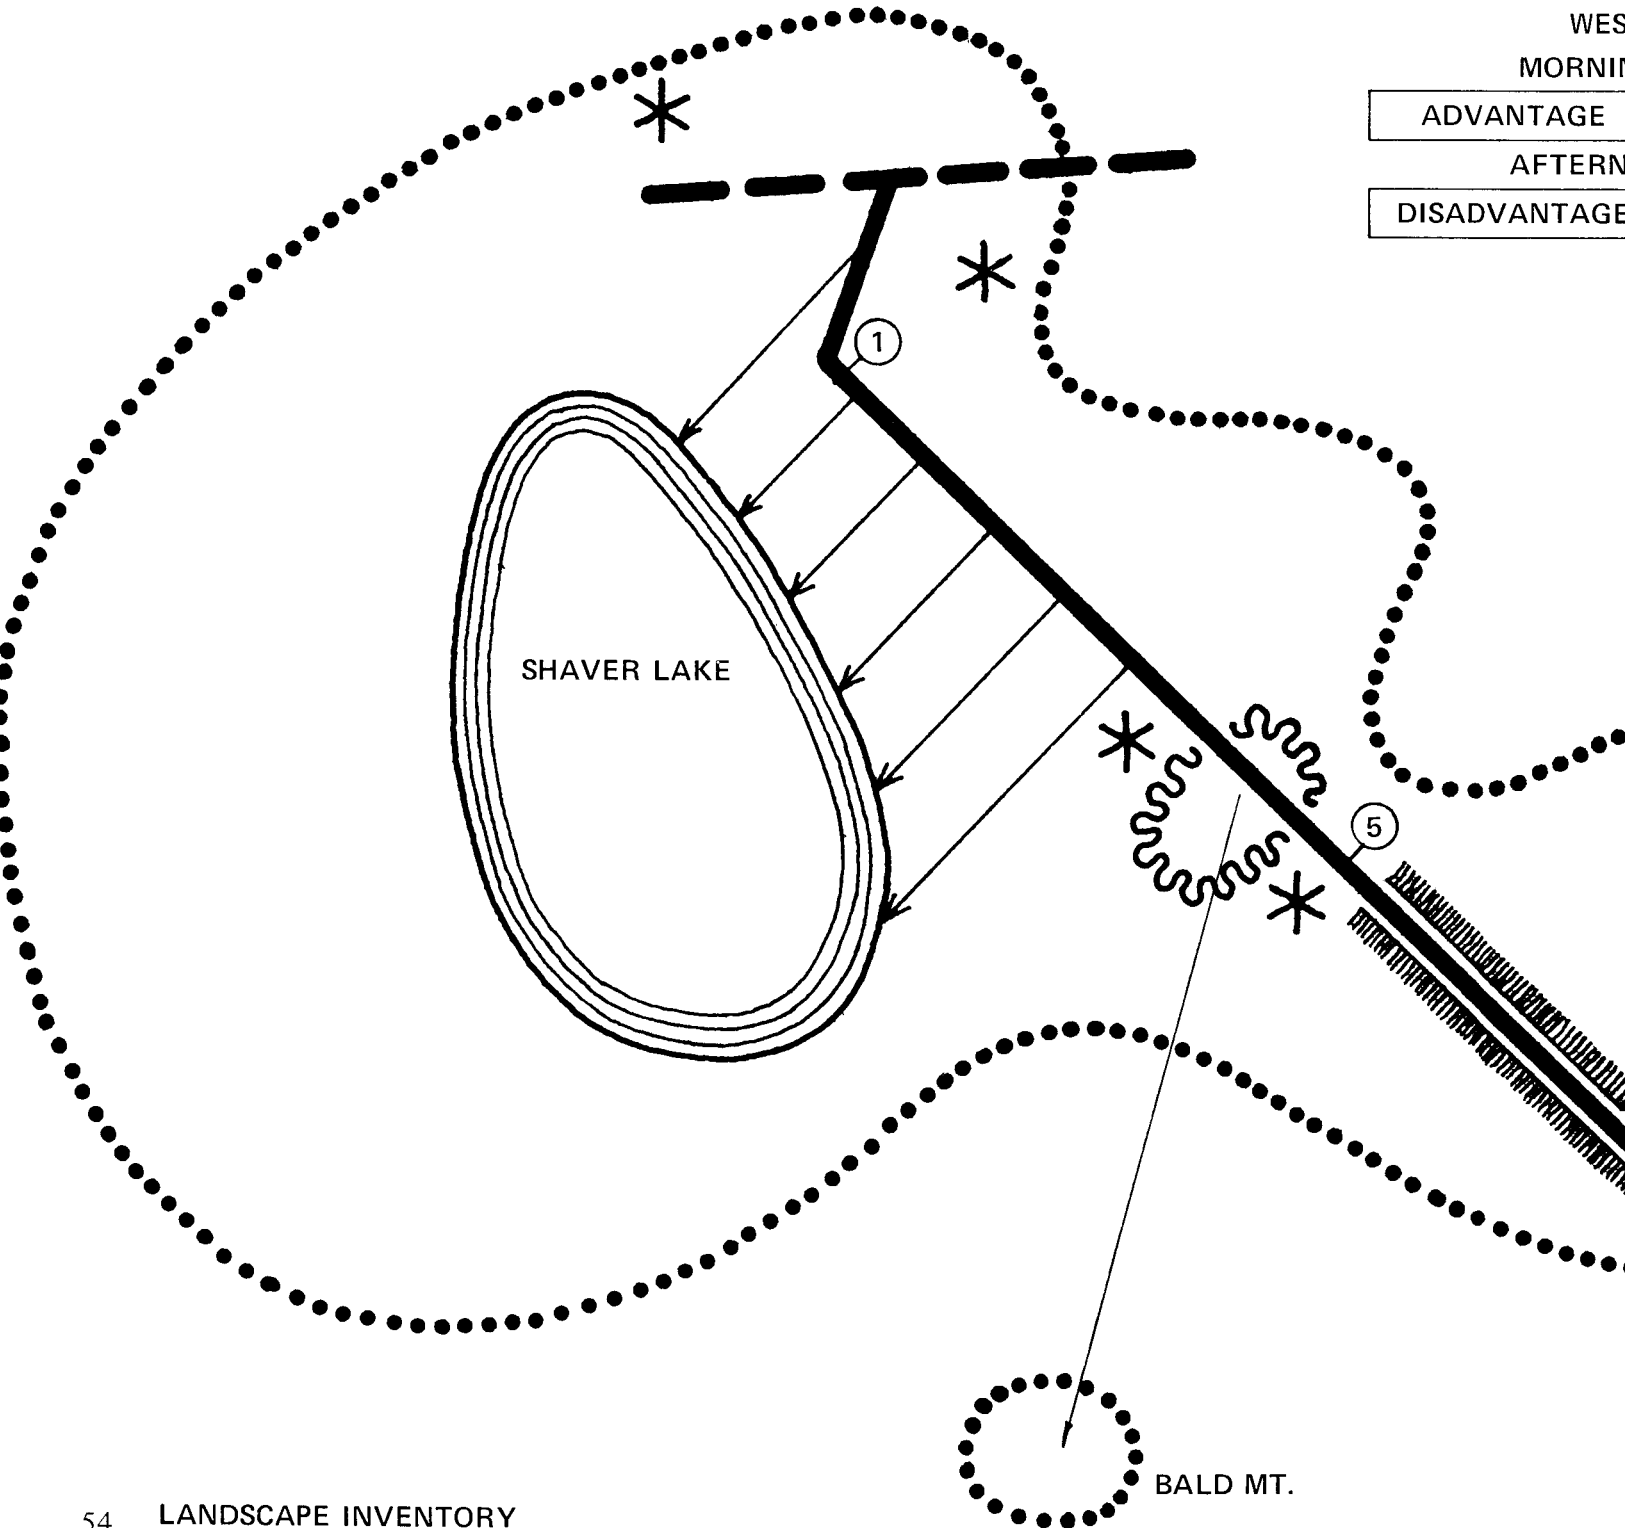 WES
MORNIN
ADVANTAGE
AFTERN
DISADVANTAGE
1
SHAVER LAKE
5
BALD MT.
54 LANDSCAPE INVENTORY